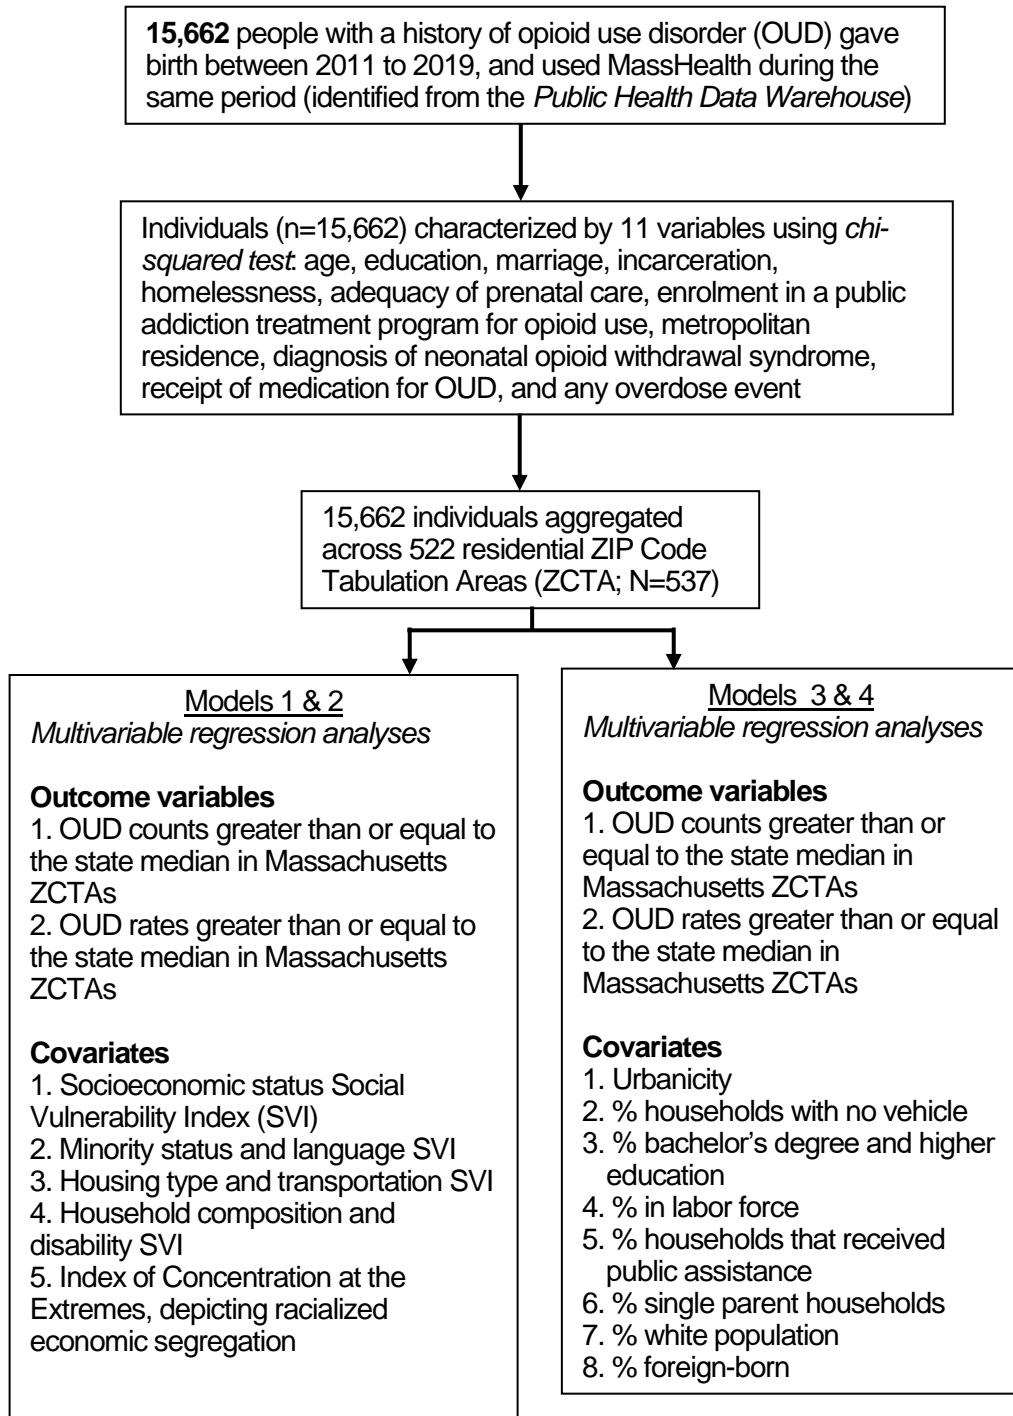 15,662 people with a history of opioid use disorder (OUD) gave
birth between 2011 to 2019, and used MassHealth during the
same period (identified from the Public Health Data Warehouse)
Individuals (n=15,662) characterized by 11 variables using chi-
squared test: age, education, marriage, incarceration,
homelessness, adequacy of prenatal care, enrolment in a public
addiction treatment program for opioid use, metropolitan
residence, diagnosis of neonatal opioid withdrawal syndrome,
receipt of medication for OUD, and any overdose event
15,662 individuals aggregated
across 522 residential ZIP Code
Tabulation Areas (ZCTA; N=537)
Models 1 & 2
Multivariable regression analyses
Outcome variables
1. OUD counts greater than or equal to
the state median in Massachusetts
ZCTAs
2. OUD rates greater than or equal to
the state median in Massachusetts
ZCTAs
Covariates
1. Socioeconomic status Social
Vulnerability Index (SVI)
2. Minority status and language SVI
3. Housing type and transportation SVI
4. Household composition and
disability SVI
5. Index of Concentration at the
Extremes, depicting racialized
economic segregation
Models 3 & 4
Multivariable regression analyses
Outcome variables
1. OUD counts greater than or
equal to the state median in
Massachusetts ZCTAs
2. OUD rates greater than or equal
to the state median in
Massachusetts ZCTAs
Covariates
1. Urbanicity
2. % households with no vehicle
3. % bachelor's degree and higher
education
4. % in labor force
5. % households that received
public assistance
6. % single parent households
7. % white population
8. % foreign-born